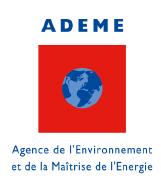 ADEME
Agence de l'Environnement
et de la Maîtrise de l'Energie